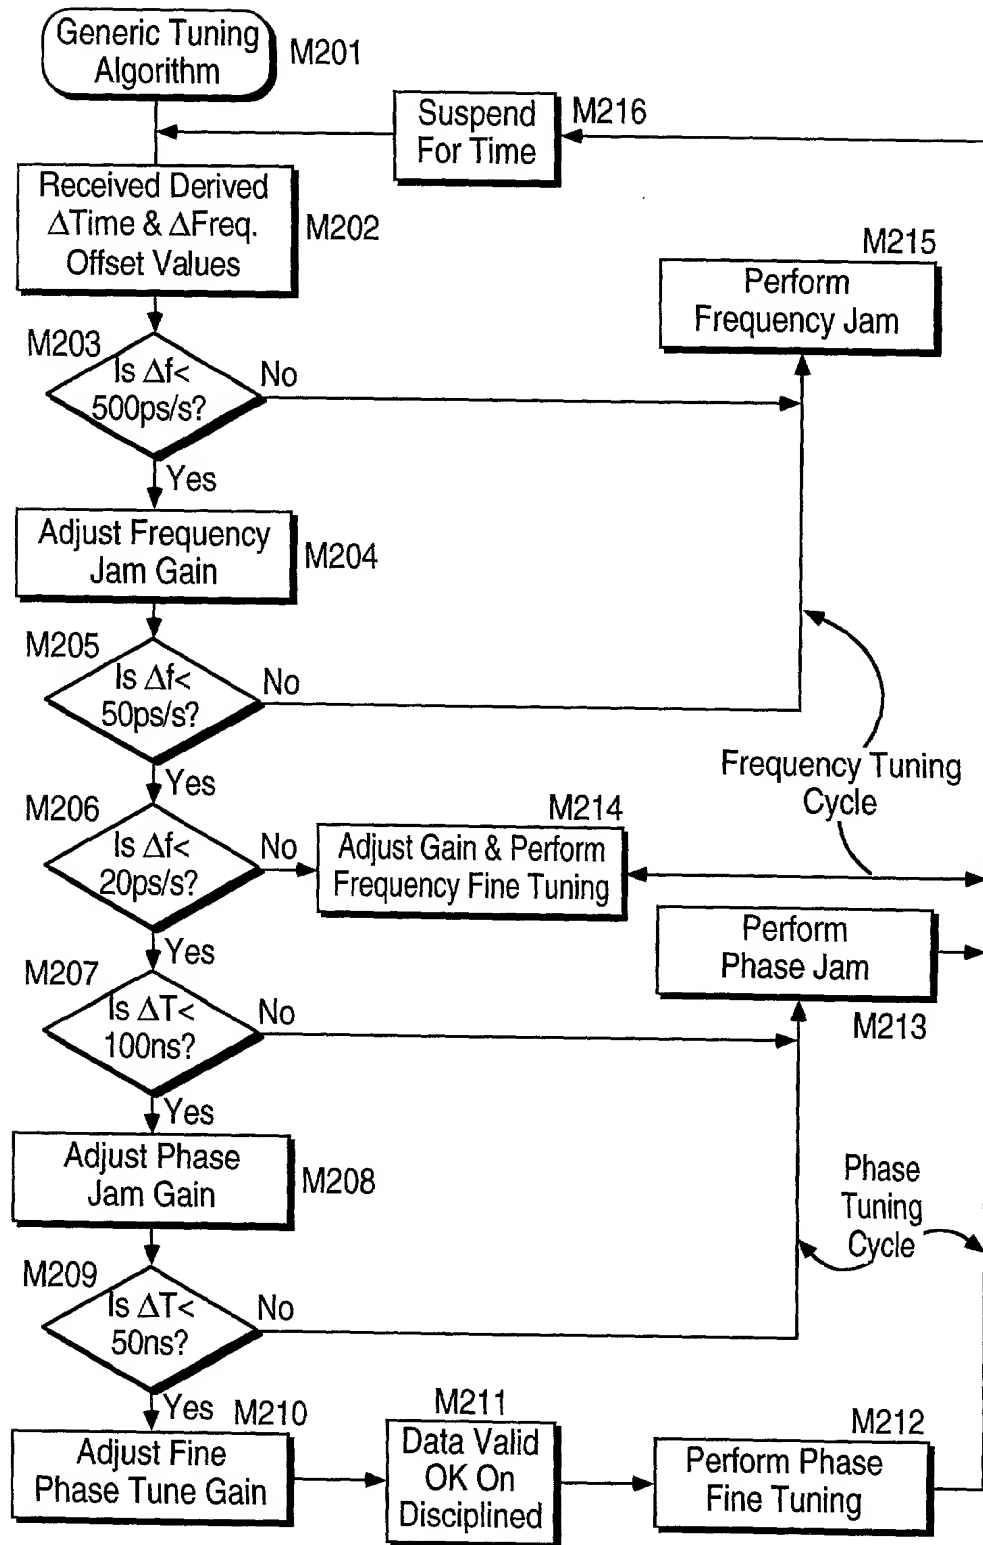 Generic Tuning
Algorithm
M201
Suspend
For Time
M216
Received Derived
ΔTime & ΔFreq.
Offset Values
M202
M215
Perform
Frequency Jam
M203
Is Δf<
500ps/s?
No
Yes
Adjust Frequency
Jam Gain
M204
M205
Is Δf<
50ps/s?
No
Yes
Frequency Tuning
Cycle
M206
Is Δf<
20ps/s?
No
M214
Adjust Gain & Perform
Frequency Fine Tuning
Yes
Perform
Phase Jam
M213
M207
Is ΔT<
100ns?
No
Yes
Adjust Phase
Jam Gain
M208
Phase
Tuning
Cycle
M209
Is ΔT<
50ns?
No
Yes
M210
Adjust Fine
Phase Tune Gain
M211
Data Valid
OK On
Disciplined
M212
Perform Phase
Fine Tuning